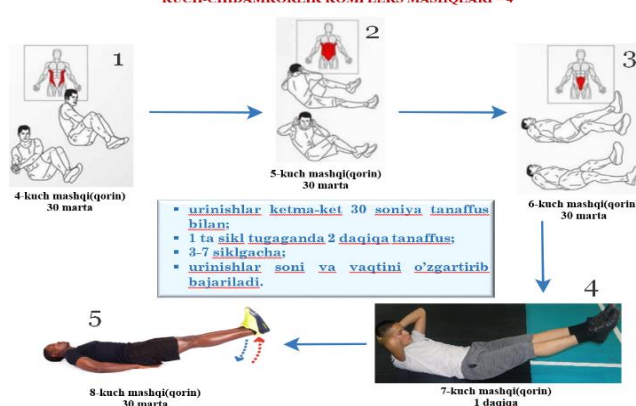 KUCH-CHIDAMKORLIK KOMPLEKS MASHQLARI –4
1
2
3
4-kuch mashqi(qorin)
30 marta
5-kuch mashqi(qorin)
30 marta
6-kuch mashqi(qorin)
30 marta
▪ urinishlar ketma-ket 30 soniya tanaffus
bilan;
▪ 1 ta sikl tugaganda 2 daqiqa tanaffus;
▪ 3-7 siklgacha;
▪ urinishlar soni va vaqtini o’zgartirib
bajariladi.
4
5
7-kuch mashqi(qorin)
1 daqiqa
8-kuch mashqi(qorin)
30 marta